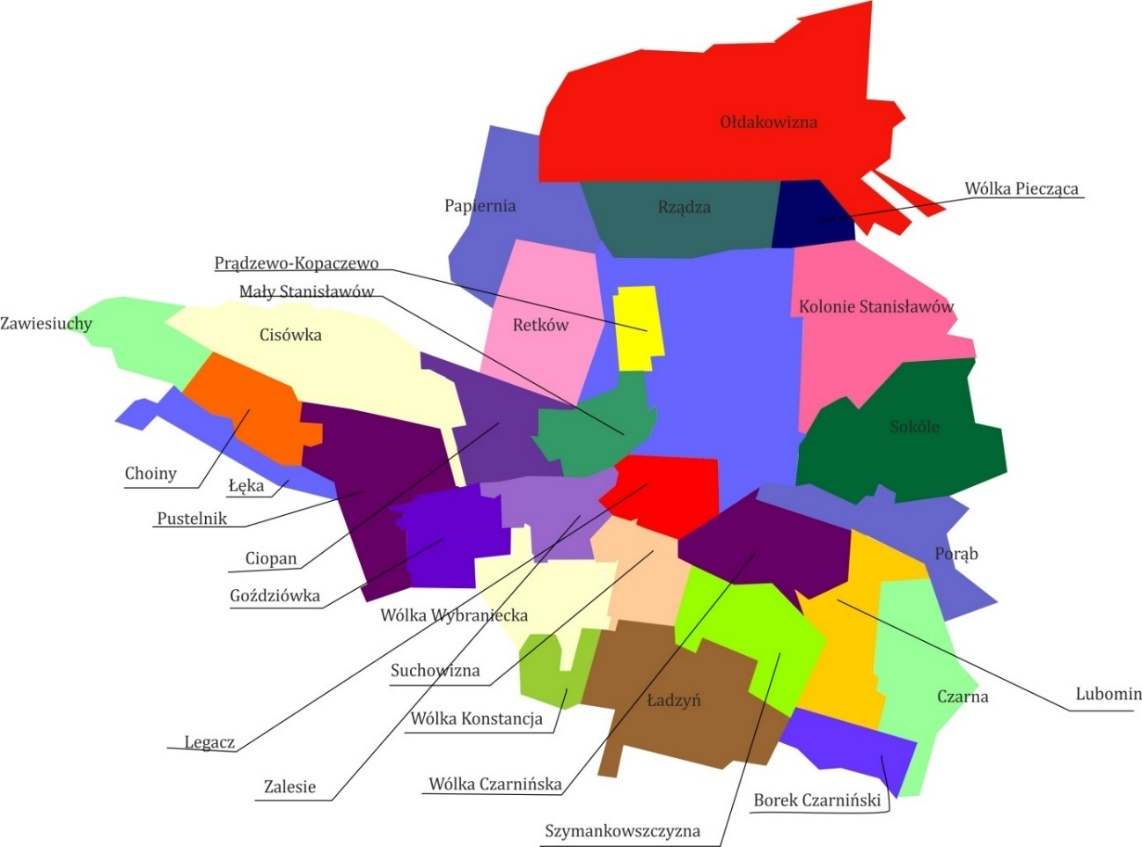 Ołdakowizna
Wólka Piecząca
Papiernia
Rządza
Prądzewo-Kopaczewo
Mały Stanisławów
Kolonie Stanisławów
Zawiesiuchy
Cisówka
Retków
Sokóle
Choiny
Łęka
Pustelnik
Ciopan
Porąb
Goździówka
Wólka Wybraniecka
Suchowizna
Ładzyń
Czarna
Lubomin
Wólka Konstancja
Legacz
Zalesie
Wólka Czarnińska
Borek Czarniński
Szymankowszczyzna